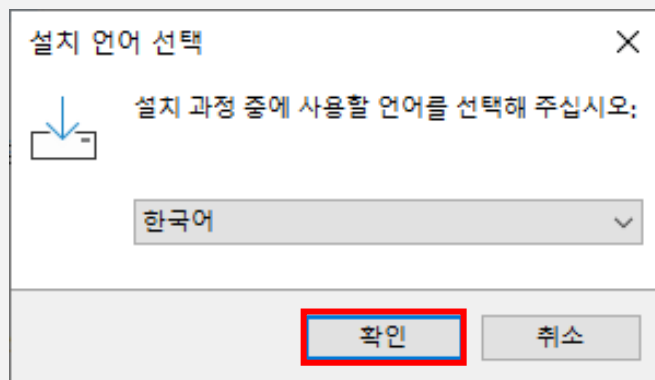 설치 언어 선택
설치 과정 중에 사용할 언어를 선택해 주십시오:
한국어
확인
취소